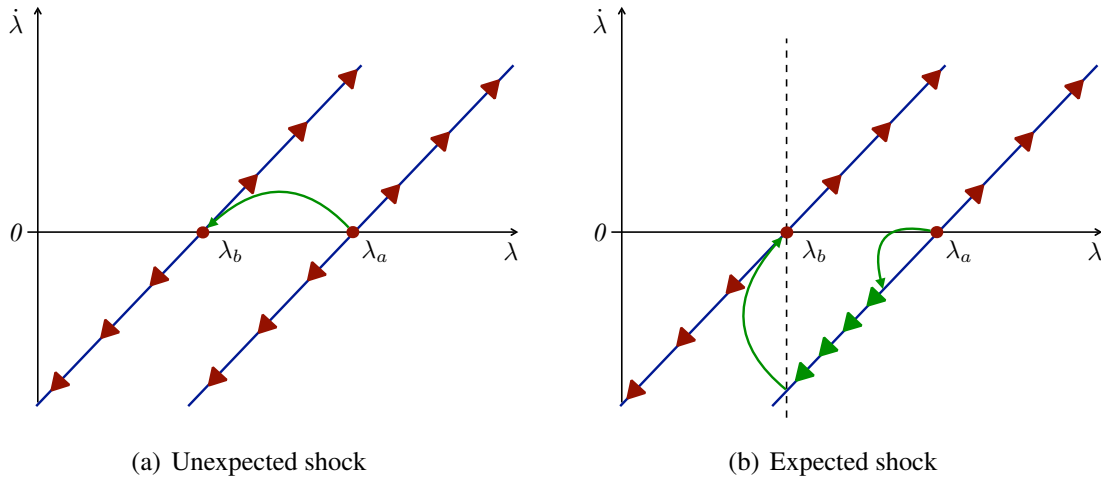 λ̇
0
λ_b
λ_a
λ
(a) Unexpected shock
λ̇
0
λ_b
λ_a
λ
(b) Expected shock